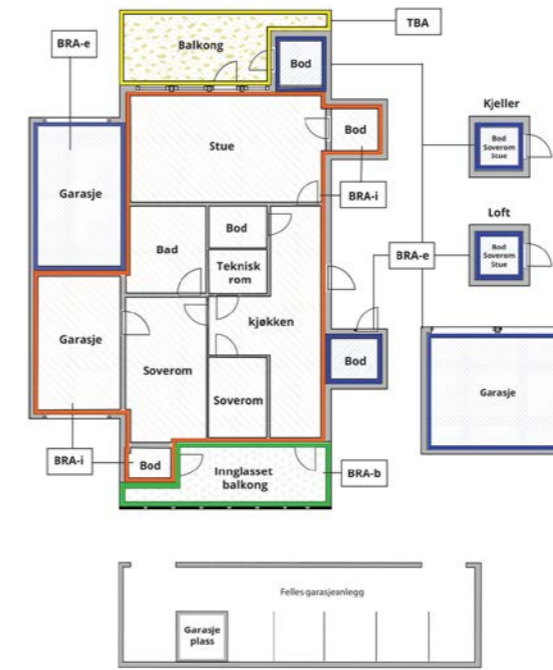 TBA
BRA-e
Balkong
Bod
Kjeller
Bod
Soverom
Stue
Stue
Bod
BRA-i
Garasje
Loft
Bod
Soverom
Stue
Bad
Bod
Teknisk
rom
BRA-e
kjøkken
Garasje
Soverom
Soverom
Bod
Garasje
BRA-i
Bod
Innglasset
balkong
BRA-b
Felles garasjeanlegg
Garasje
plass